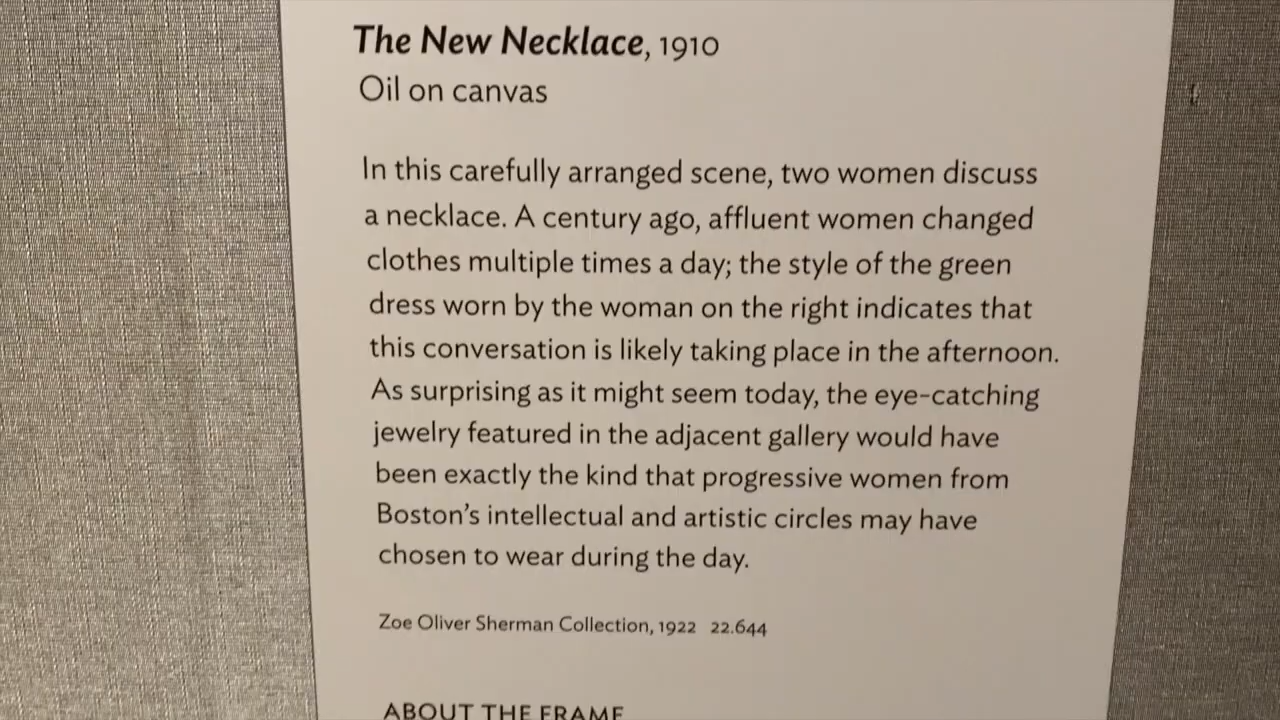 The New Necklace, 1910
Oil on canvas
In this carefully arranged scene, two women discuss
a necklace. A century ago, affluent women changed
clothes multiple times a day; the style of the green
dress worn by the woman on the right indicates that
this conversation is likely taking place in the afternoon.
As surprising as it might seem today, the eye-catching
jewelry featured in the adjacent gallery would have
been exactly the kind that progressive women from
Boston’s intellectual and artistic circles may have
chosen to wear during the day.
Zoe Oliver Sherman Collection, 1922 22.644
ABOUT THE FRAME